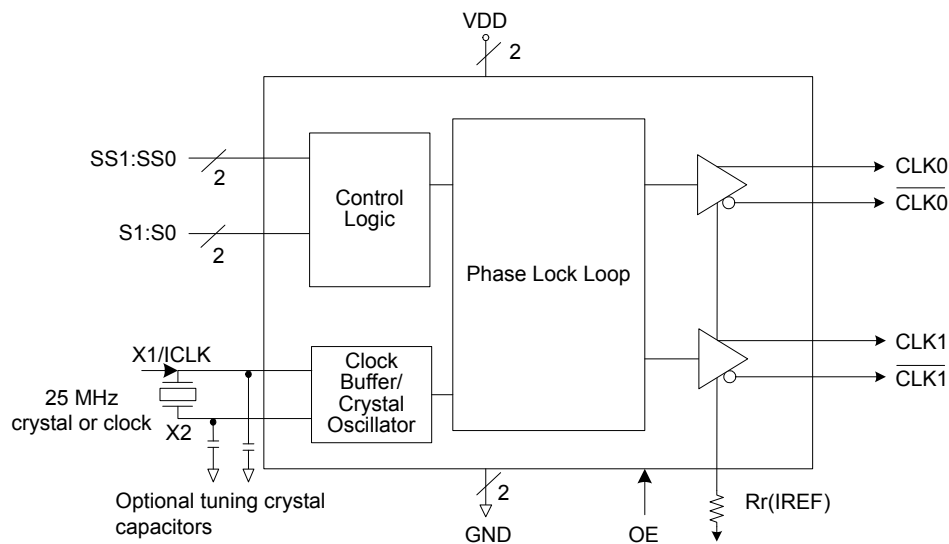 VDD
2
SS1:SS0
2
Control
Logic
CLK0
CLK0
S1:S0
2
Phase Lock Loop
X1/ICLK
Clock
Buffer/
Crystal
Oscillator
CLK1
CLK1
25 MHz
crystal or clock
X2
Optional tuning crystal
capacitors
2
GND
OE
Rr(IREF)